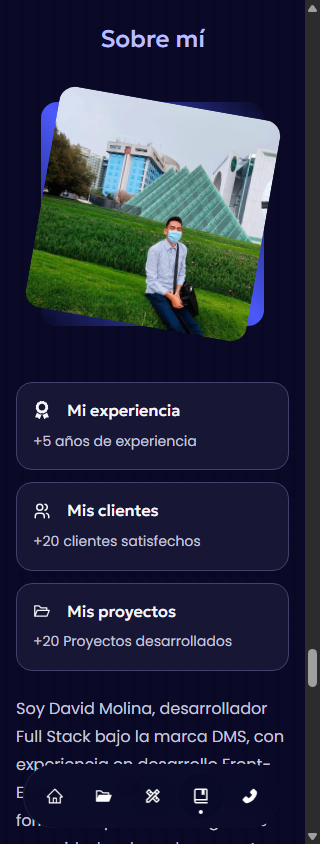 Sobre mí
Mi experiencia
+5 años de experiencia
Mis clientes
+20 clientes satisfechos
Mis proyectos
+20 Proyectos desarrollados
Soy David Molina, desarrollador
Full Stack bajo la marca DMS, con
experiencia en desarrollo Front-